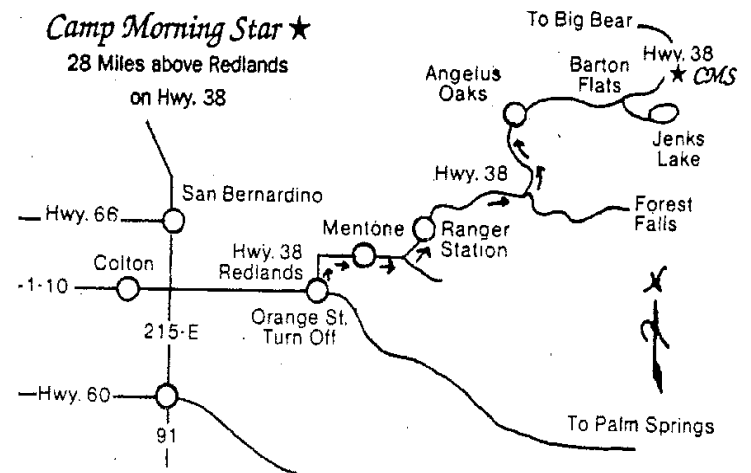 Camp Morning Star ★
28 Miles above Redlands
on Hwy. 38
To Big Bear
Hwy. 38
★ CMS
Barton
Flats
Angelus
Oaks
Jenks
Lake
Hwy. 38
San Bernardino
Hwy. 66
Forest
Falls
Mentone
Ranger
Station
Hwy. 38
Redlands
Colton
-1-10
Orange St.
Turn Off
215-E
N
Hwy. 60
91
To Palm Springs